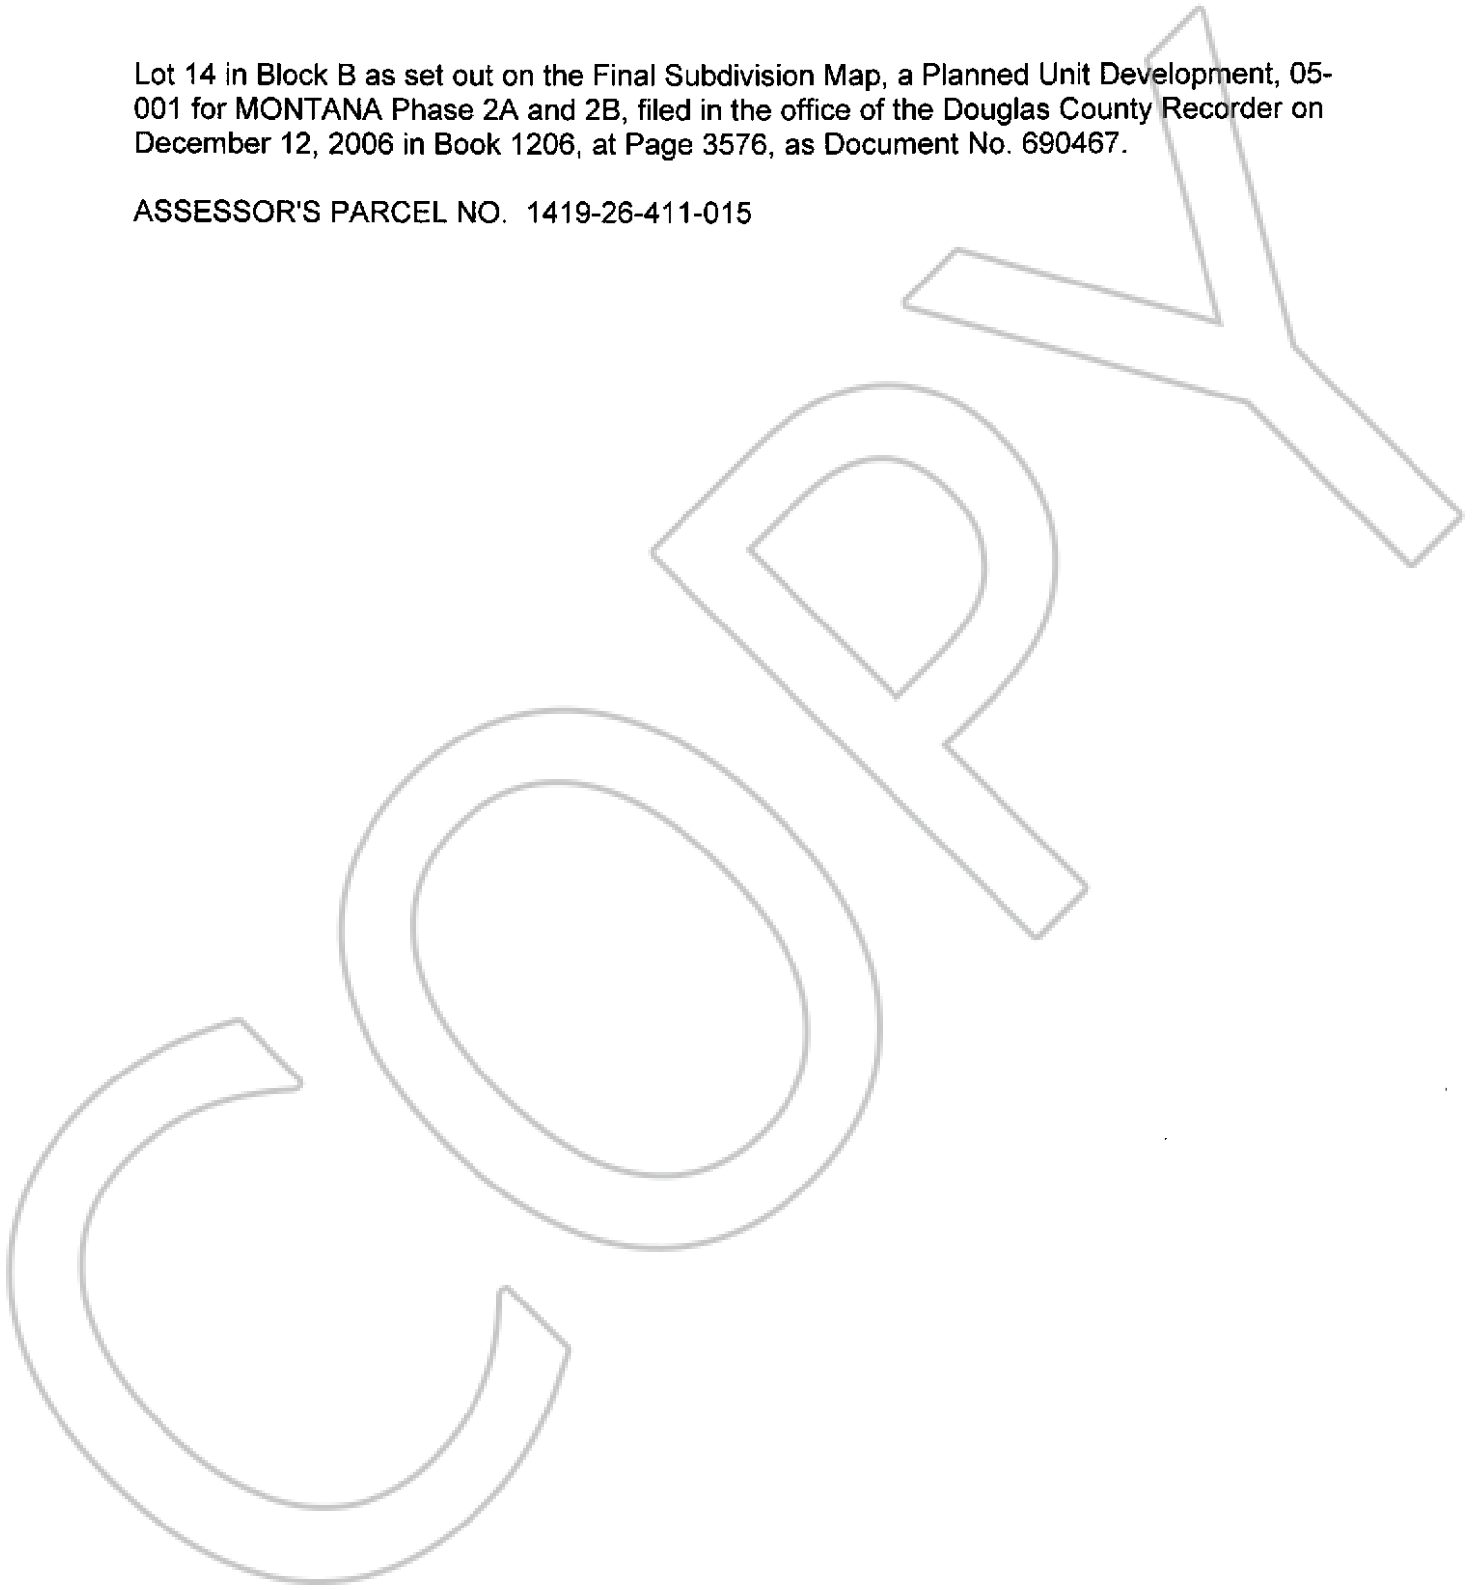 Lot 14 in Block B as set out on the Final Subdivision Map, a Planned Unit Development, 05-
001 for MONTANA Phase 2A and 2B, filed in the office of the Douglas County Recorder on
December 12, 2006 in Book 1206, at Page 3576, as Document No. 690467.
ASSESSOR'S PARCEL NO. 1419-26-411-015
COPY